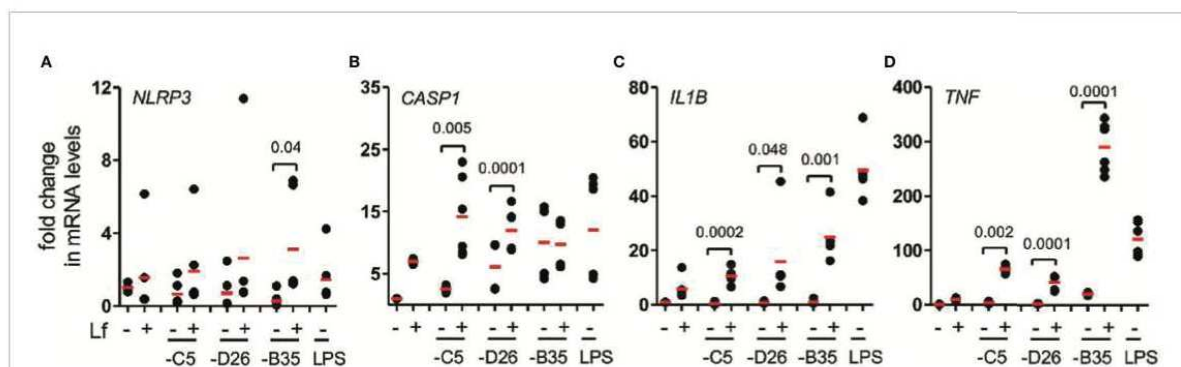 A
NLRP3
fold change
in mRNA levels
12
8
4
0
0.04
Lf - + - + - + - + -
-C5 -D26 -B35 LPS
B
CASP1
35
25
15
5
0.005
0.0001
- + - + - + - + -
-C5 -D26 -B35 LPS
C
IL1B
80
60
40
20
0
0.0002
0.048
0.001
- + - + - + - + -
-C5 -D26 -B35 LPS
D
TNF
400
300
200
100
0
0.002
0.0001
0.0001
- + - + - + - + -
-C5 -D26 -B35 LPS